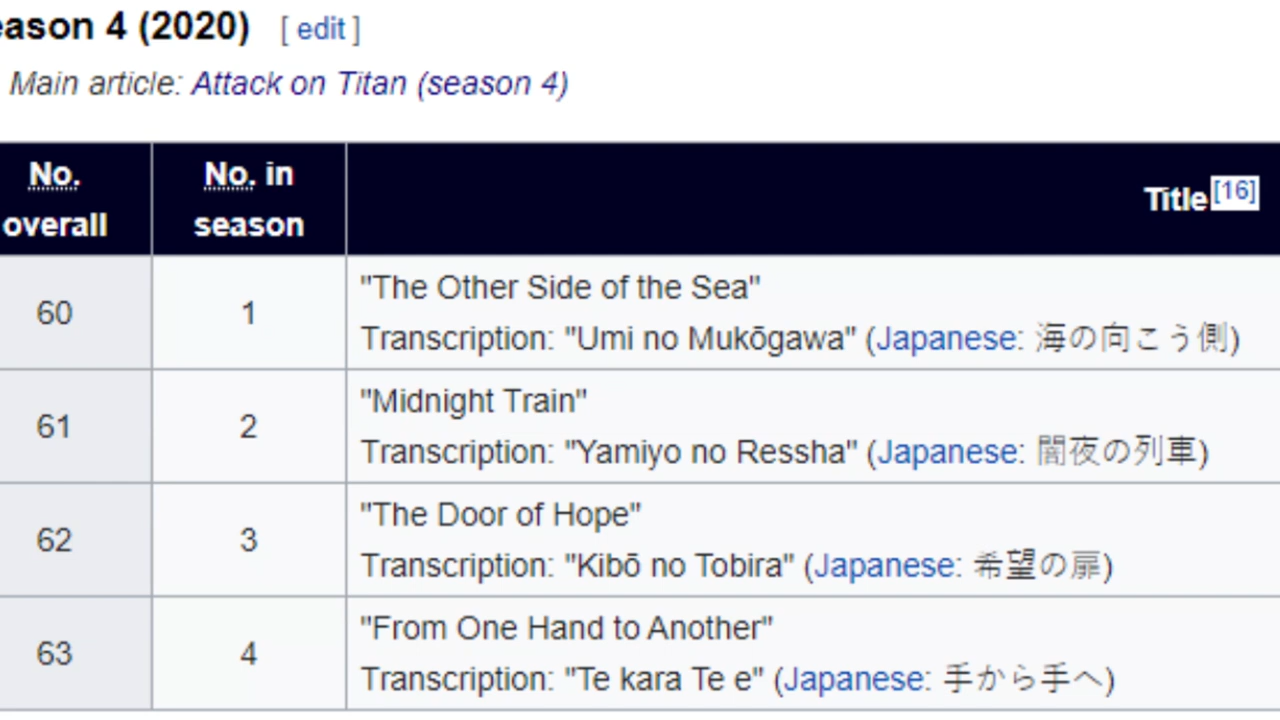 eason 4 (2020) [ edit ]
Main article: Attack on Titan (season 4)
No. overall
No. in season
Title[16]
60
1
"The Other Side of the Sea"
Transcription: "Umi no Mukōgawa" (Japanese: 海の向こう側)
61
2
"Midnight Train"
Transcription: "Yamiyo no Ressha" (Japanese: 闇夜の列車)
62
3
"The Door of Hope"
Transcription: "Kibō no Tobira" (Japanese: 希望の扉)
63
4
"From One Hand to Another"
Transcription: "Te kara Te e" (Japanese: 手から手へ)